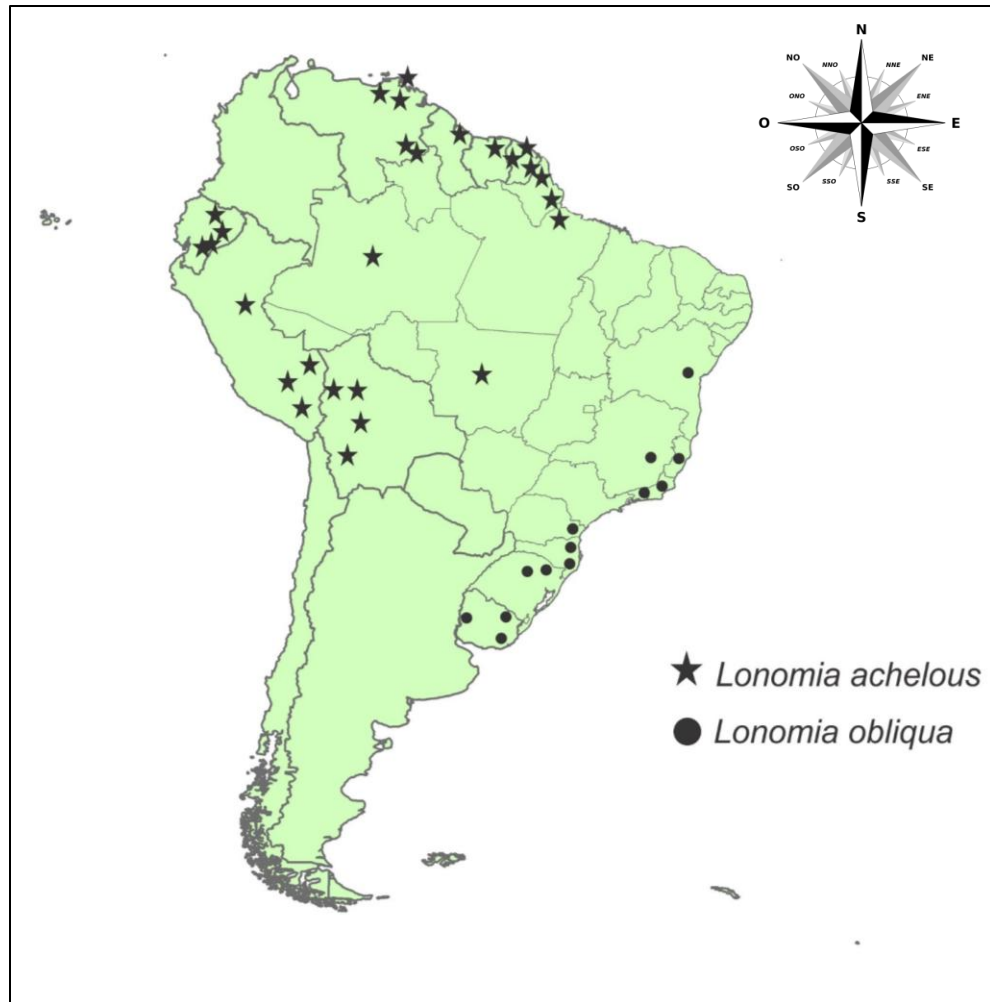 N
NNO
NNE
NO
NE
ONO
ENE
O
E
OSO
ESE
SO
SSO
SSE
SE
S
Lonomia achelous
Lonomia obliqua